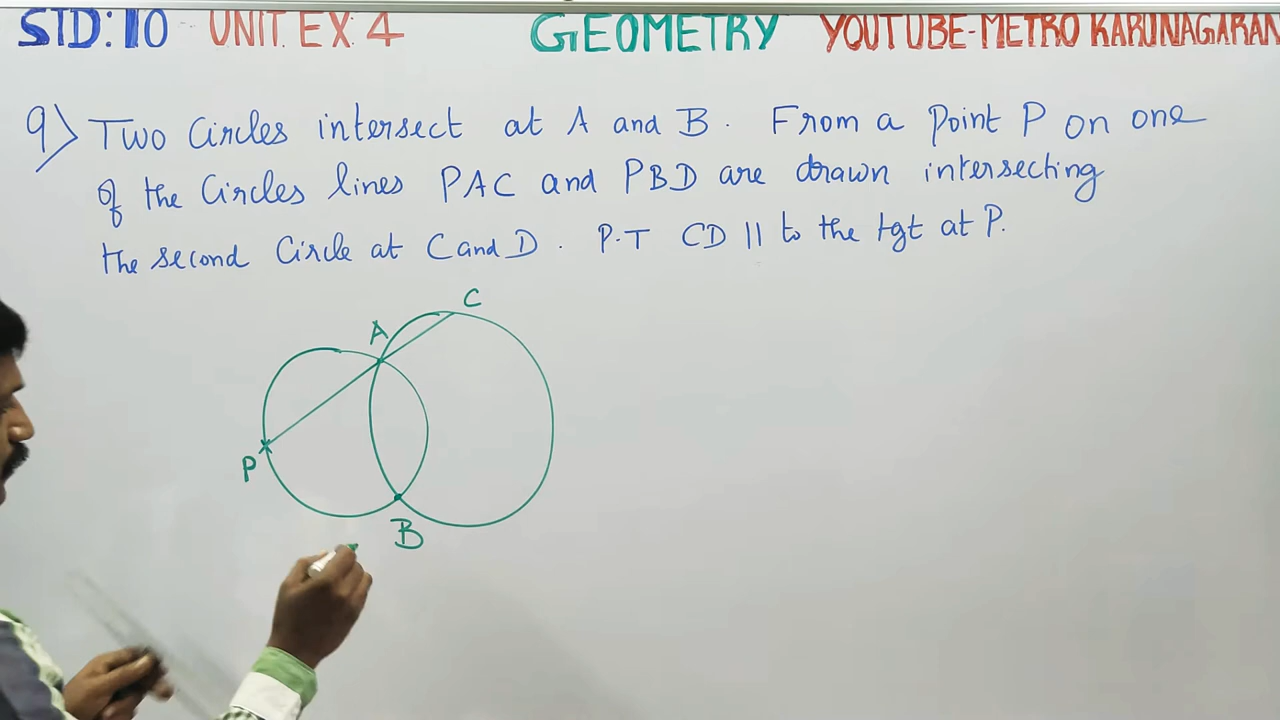 STD: 10 - UNIT. EX. 4 GEOMETRY YOUTUBE-METRO KARUNAGARAN
9) Two Circles intersect at A and B. From a Point P on one
of the Circles lines PAC and PBD are drawn intersecting
the second Circle at C and D. P.T CD || to the tgt at P.
C
A
P
B